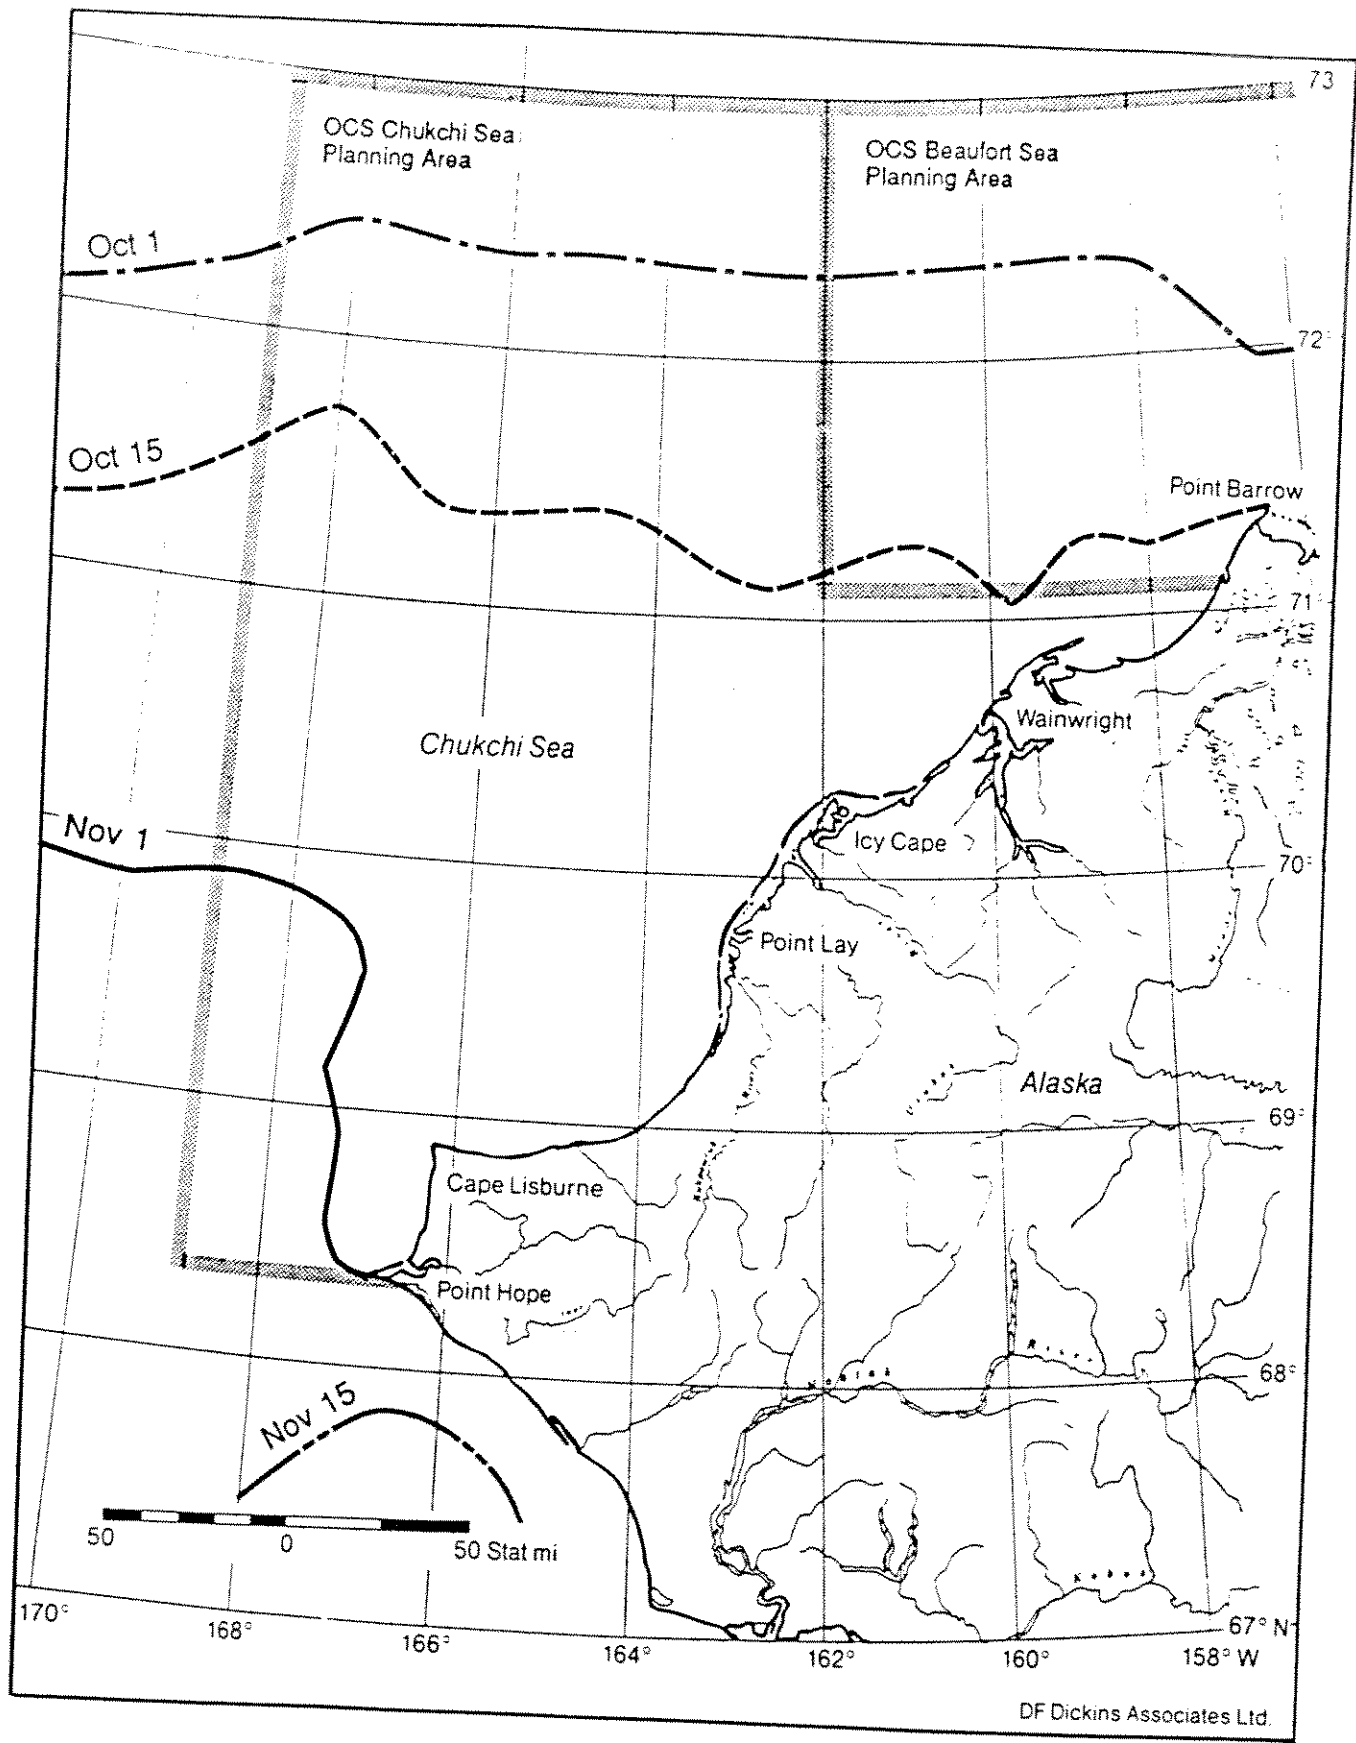 73
OCS Chukchi Sea
Planning Area
OCS Beaufort Sea
Planning Area
Oct 1
72°
Oct 15
Point Barrow
71°
Wainwright
Chukchi Sea
Nov 1
Icy Cape
70°
Point Lay
Alaska
69°
Cape Lisburne
Point Hope
68°
Nov 15
50
0
50 Stat mi
170°
168°
166°
164°
162°
160°
158° W
67° N
DF Dickins Associates Ltd.